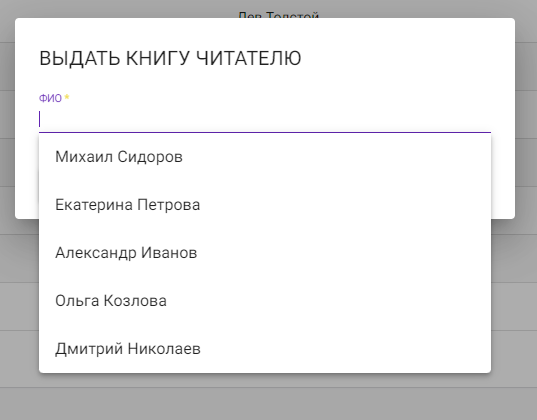 Лев Толстой
ВЫДАТЬ КНИГУ ЧИТАТЕЛЮ
ФИО *
Михаил Сидоров
Екатерина Петрова
Александр Иванов
Ольга Козлова
Дмитрий Николаев